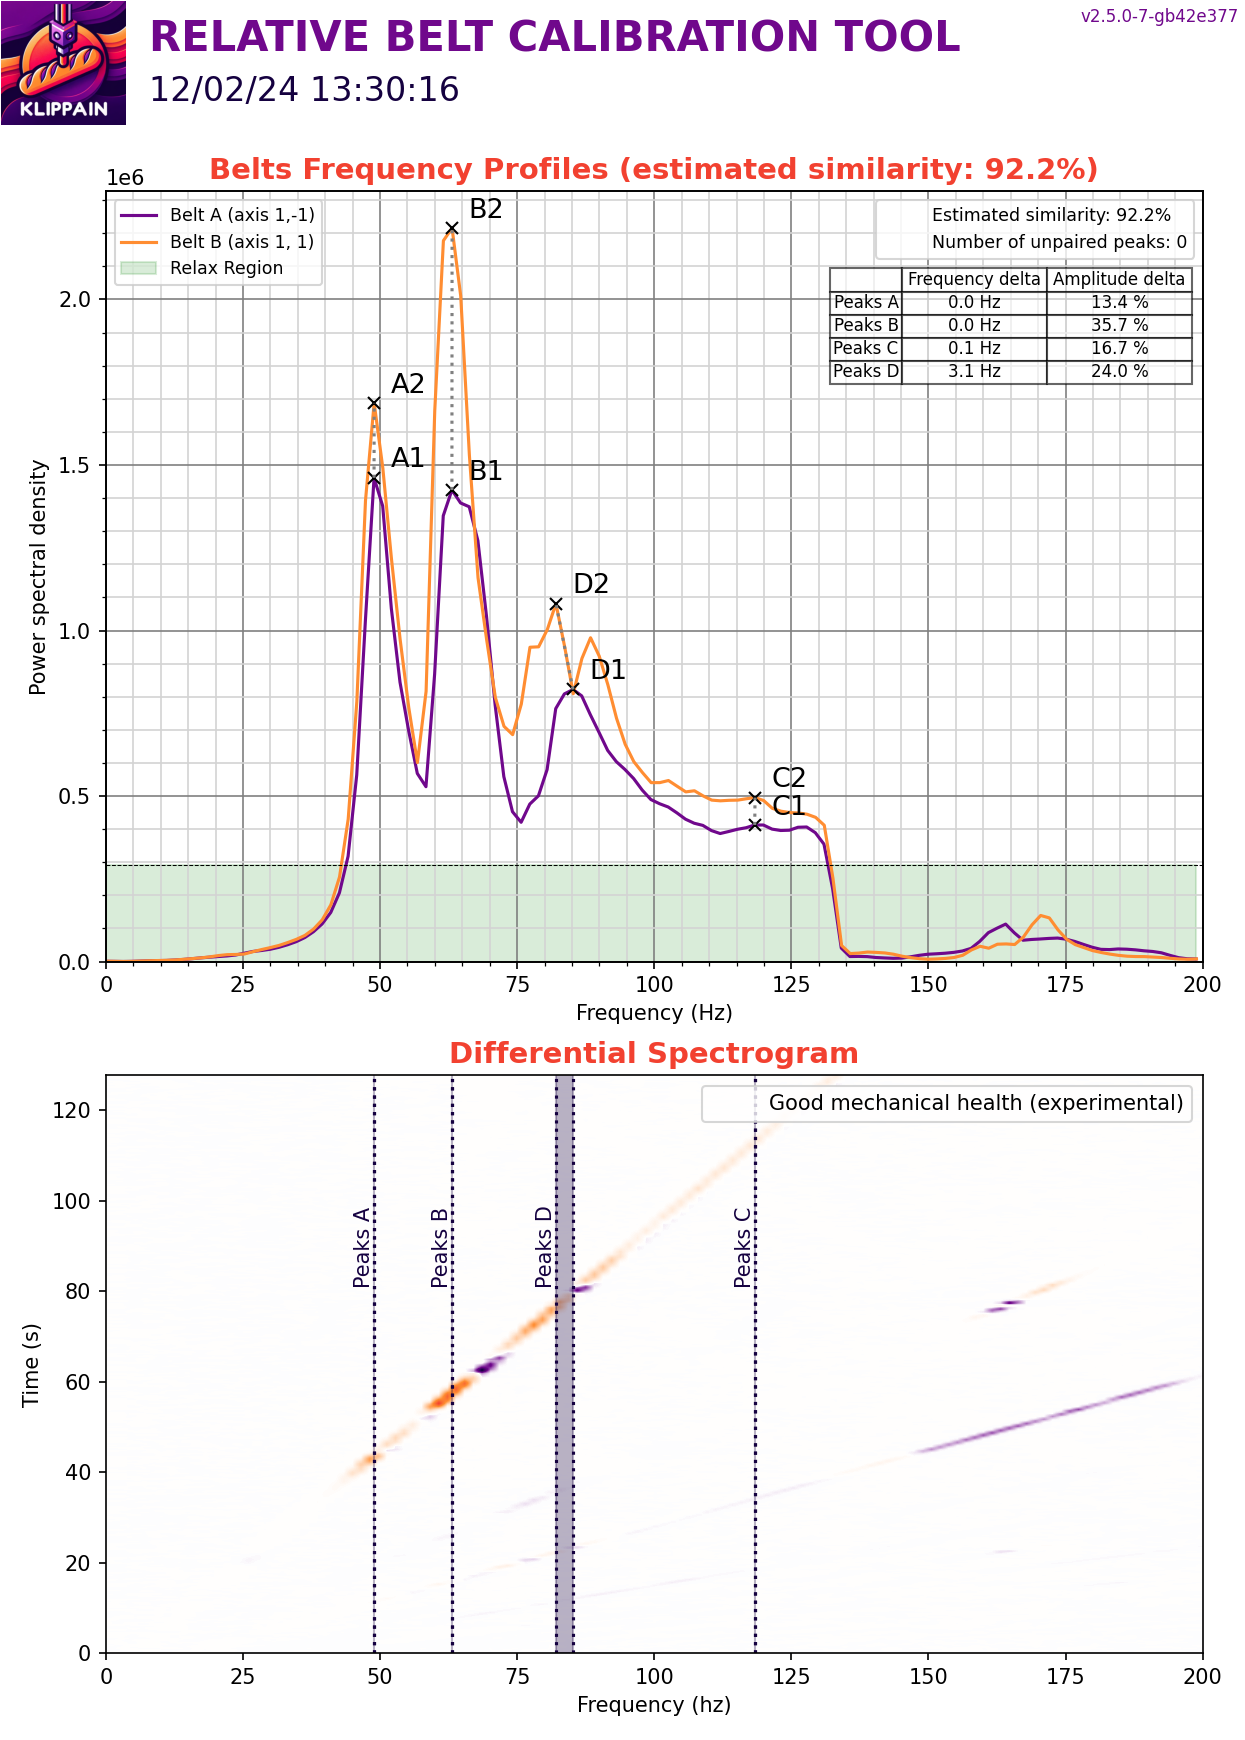 KLIPPAIN
RELATIVE BELT CALIBRATION TOOL
12/02/24 13:30:16
v2.5.0-7-gb42e377
Belts Frequency Profiles (estimated similarity: 92.2%)
1e6
Belt A (axis 1,-1)
Belt B (axis 1, 1)
Relax Region
Estimated similarity: 92.2%
Number of unpaired peaks: 0
Frequency delta Amplitude delta
Peaks A 0.0 Hz 13.4 %
Peaks B 0.0 Hz 35.7 %
Peaks C 0.1 Hz 16.7 %
Peaks D 3.1 Hz 24.0 %
B2
A2
A1
B1
D2
D1
C2
C1
Power spectral density
2.0
1.5
1.0
0.5
0.0
0 25 50 75 100 125 150 175 200
Frequency (Hz)
Differential Spectrogram
Good mechanical health (experimental)
Peaks A
Peaks B
Peaks D
Peaks C
Time (s)
120
100
80
60
40
20
0
0 25 50 75 100 125 150 175 200
Frequency (hz)